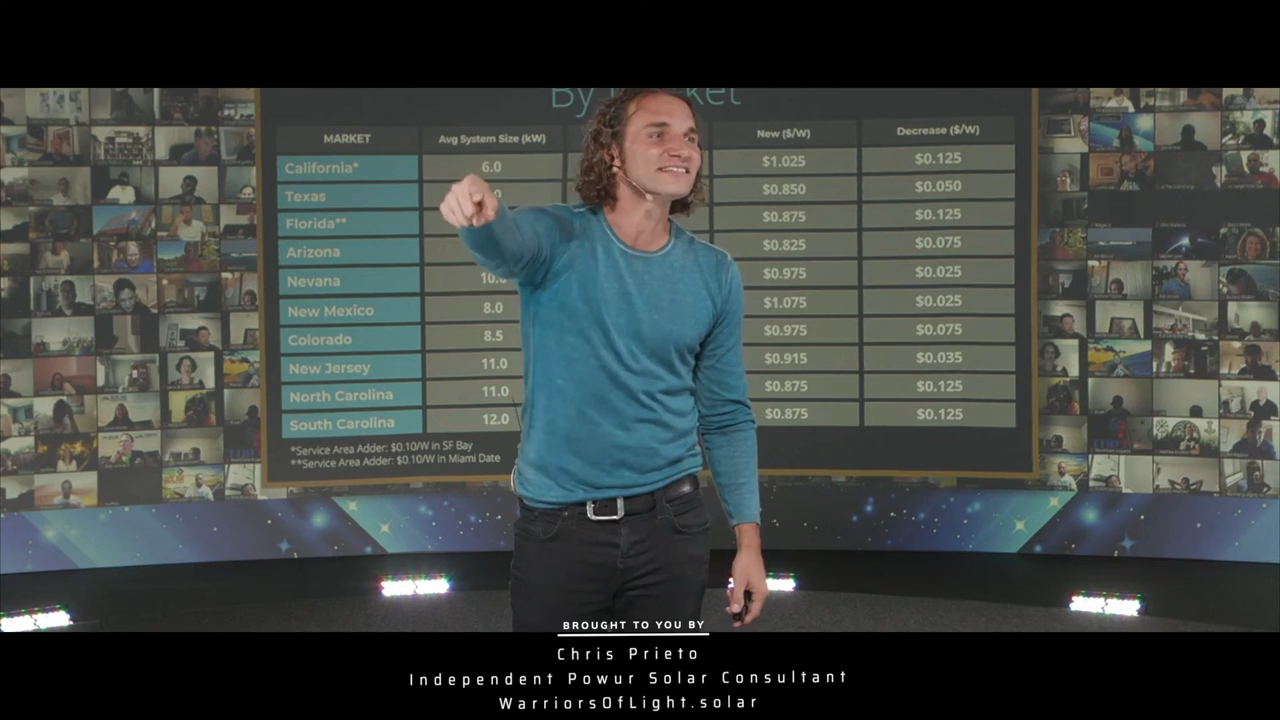 By
MARKET Avg System Size (kW) New ($/W) Decrease ($/W)
California* 6.0 $1.025 $0.125
Texas $0.850 $0.050
Florida** $0.875 $0.125
Arizona $0.825 $0.075
Nevana 10.0 $0.975 $0.025
New Mexico 8.0 $1.075 $0.025
Colorado 8.5 $0.975 $0.075
New Jersey 11.0 $0.915 $0.035
North Carolina 11.0 $0.875 $0.125
South Carolina 12.0 $0.875 $0.125
*Service Area Adder: $0.10/W in SF Bay
**Service Area Adder: $0.10/W in Miami Date
BROUGHT TO YOU BY
Chris Prieto
Independent Powur Solar Consultant
WarriorsOfLight.solar